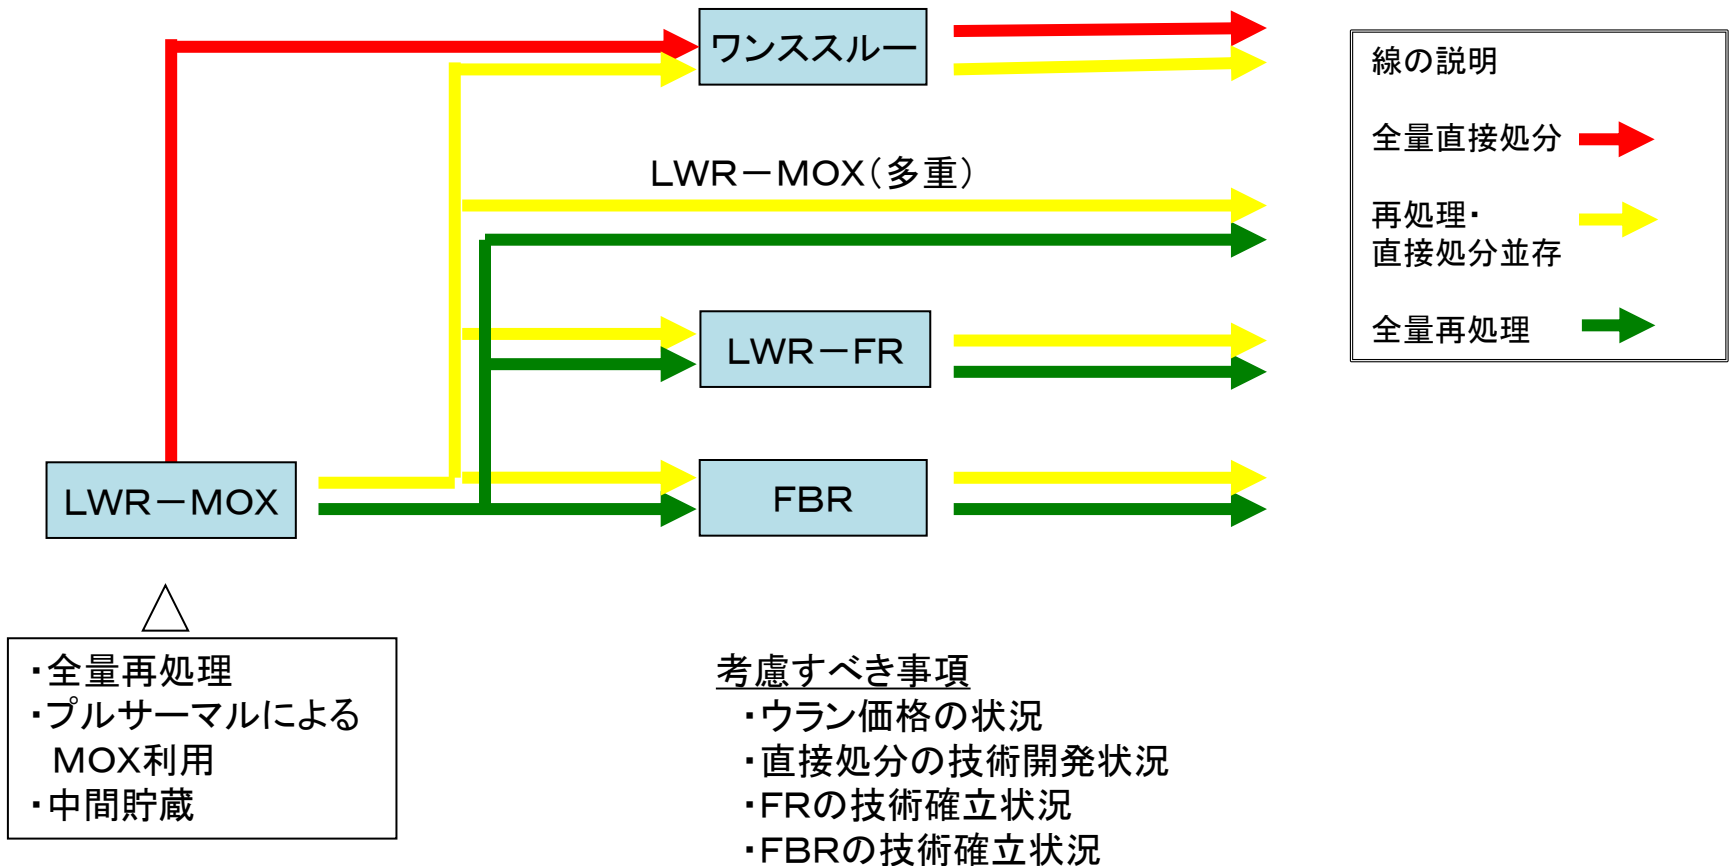 ワンススルー
線の説明
全量直接処分
LWR－MOX（多重）
再処理・
直接処分並存
全量再処理
LWR－FR
LWR－MOX
FBR
・全量再処理
・プルサーマルによる
MOX利用
・中間貯蔵
考慮すべき事項
・ウラン価格の状況
・直接処分の技術開発状況
・FRの技術確立状況
・FBRの技術確立状況